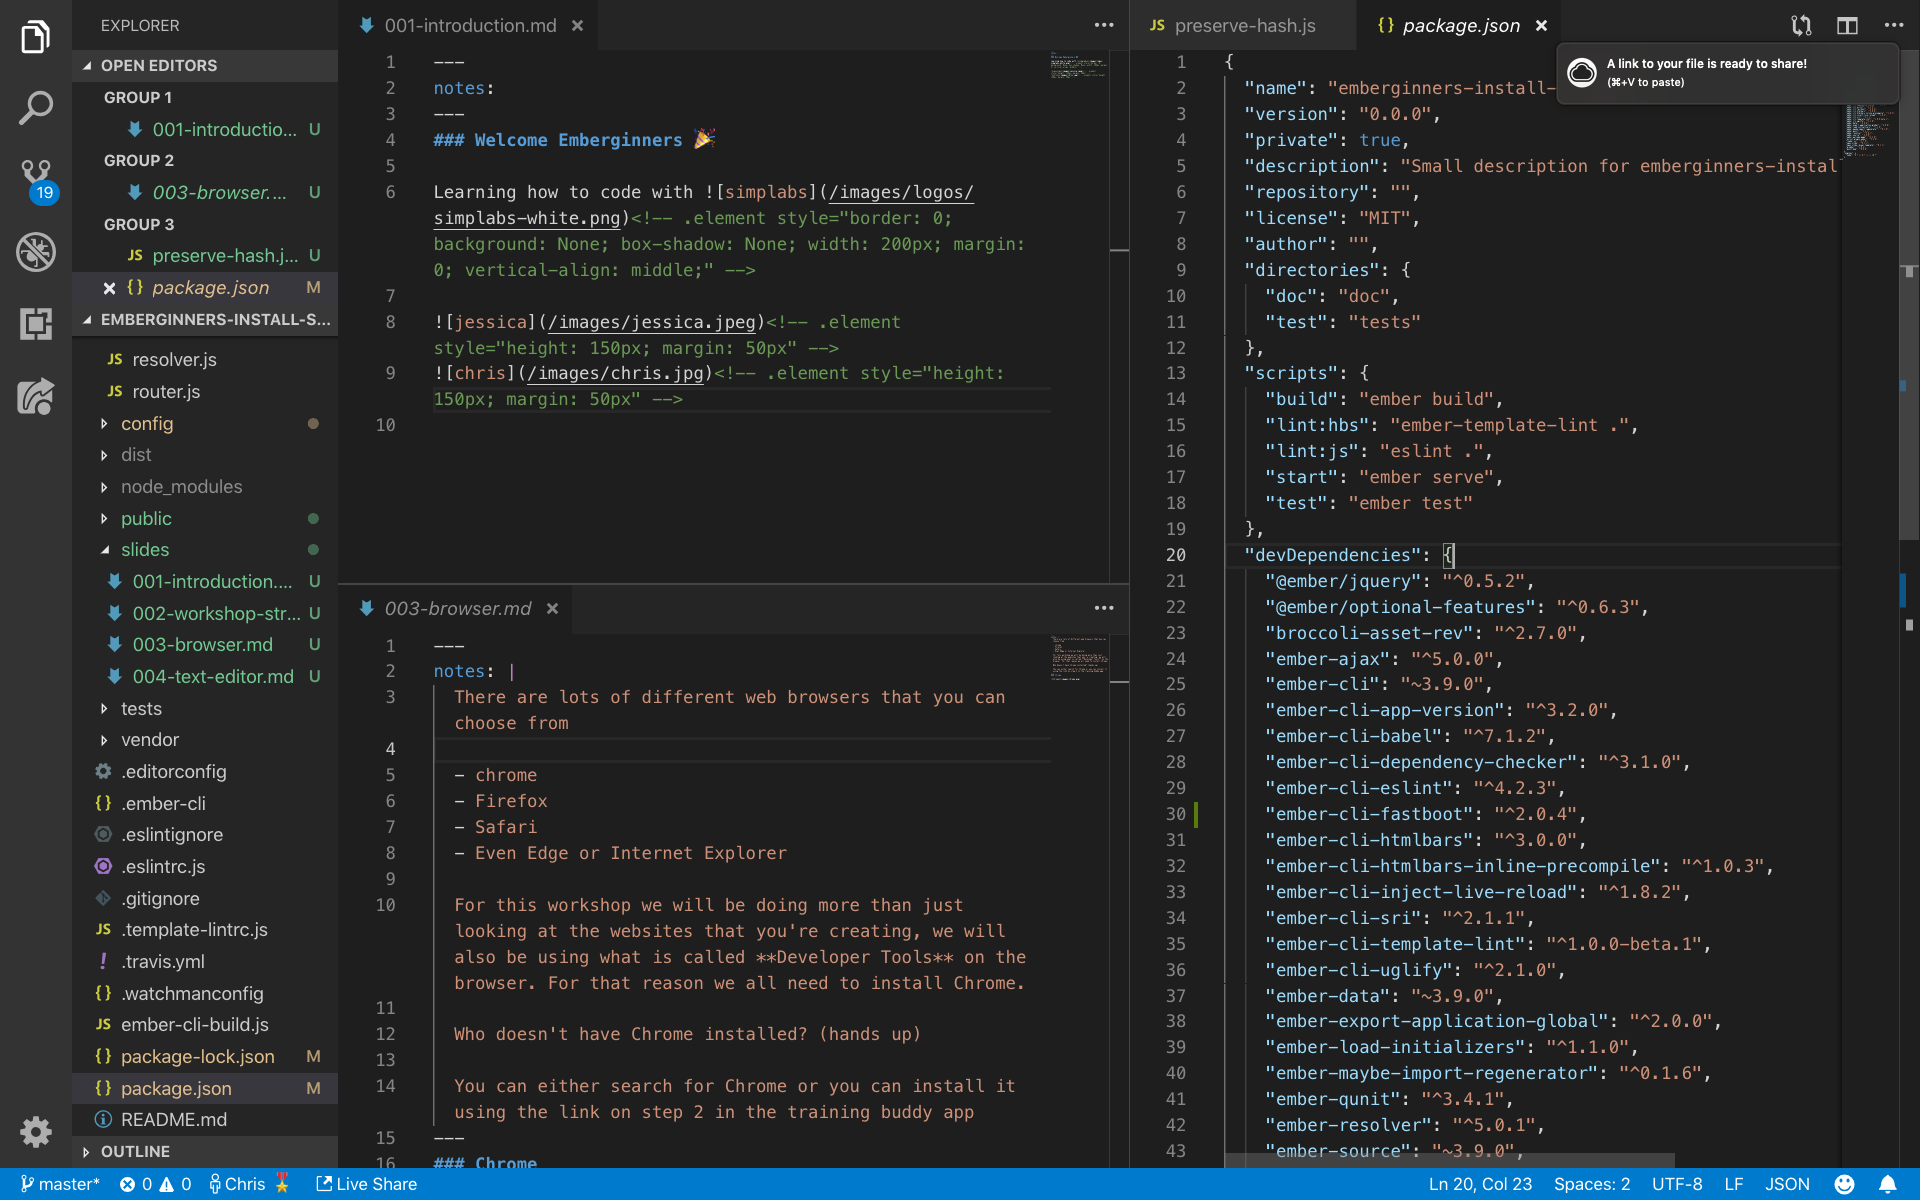 EXPLORER
OPEN EDITORS
GROUP 1
001-introductio... U
GROUP 2
003-browser.... U
GROUP 3
JS preserve-hash.j... U
{} package.json M
EMBERGINNERS-INSTALL-S...
JS resolver.js
JS router.js
config
dist
node_modules
public
slides
001-introduction.... U
002-workshop-str... U
003-browser.md U
004-text-editor.md U
tests
vendor
.editorconfig
{} .ember-cli
.eslintignore
.eslintrc.js
.gitignore
JS .template-lintrc.js
! .travis.yml
{} .watchmanconfig
JS ember-cli-build.js
{} package-lock.json M
{} package.json M
README.md
OUTLINE
19
001-introduction.md ×
1 ---
2 notes:
3 ---
4 ### Welcome Emberginners 🎉
5
6 Learning how to code with ![simplabs](/images/logos/
simplabs-white.png)<!-- .element style="border: 0;
background: None; box-shadow: None; width: 200px; margin:
0; vertical-align: middle;" -->
7
8 ![jessica](/images/jessica.jpeg)<!-- .element
style="height: 150px; margin: 50px" -->
9 ![chris](/images/chris.jpg)<!-- .element style="height:
150px; margin: 50px" -->
10
003-browser.md ×
1 ---
2 notes: |
3 There are lots of different web browsers that you can
choose from
4
5 - chrome
6 - Firefox
7 - Safari
8 - Even Edge or Internet Explorer
9
10 For this workshop we will be doing more than just
looking at the websites that you're creating, we will
also be using what is called **Developer Tools** on the
browser. For that reason we all need to install Chrome.
11
12 Who doesn't have Chrome installed? (hands up)
13
14 You can either search for Chrome or you can install it
using the link on step 2 in the training buddy app
15 ---
16 ### Chrome
JS preserve-hash.js
{} package.json ×
A link to your file is ready to share!
(⌘+V to paste)
1 {
2 "name": "emberginners-install-
3 "version": "0.0.0",
4 "private": true,
5 "description": "Small description for emberginners-instal
6 "repository": "",
7 "license": "MIT",
8 "author": "",
9 "directories": {
10 "doc": "doc",
11 "test": "tests"
12 },
13 "scripts": {
14 "build": "ember build",
15 "lint:hbs": "ember-template-lint .",
16 "lint:js": "eslint .",
17 "start": "ember serve",
18 "test": "ember test"
19 },
20 "devDependencies": {
21 "@ember/jquery": "^0.5.2",
22 "@ember/optional-features": "^0.6.3",
23 "broccoli-asset-rev": "^2.7.0",
24 "ember-ajax": "^5.0.0",
25 "ember-cli": "~3.9.0",
26 "ember-cli-app-version": "^3.2.0",
27 "ember-cli-babel": "^7.1.2",
28 "ember-cli-dependency-checker": "^3.1.0",
29 "ember-cli-eslint": "^4.2.3",
30 "ember-cli-fastboot": "^2.0.4",
31 "ember-cli-htmlbars": "^3.0.0",
32 "ember-cli-htmlbars-inline-precompile": "^1.0.3",
33 "ember-cli-inject-live-reload": "^1.8.2",
34 "ember-cli-sri": "^2.1.1",
35 "ember-cli-template-lint": "^1.0.0-beta.1",
36 "ember-cli-uglify": "^2.1.0",
37 "ember-data": "~3.9.0",
38 "ember-export-application-global": "^2.0.0",
39 "ember-load-initializers": "^1.1.0",
40 "ember-maybe-import-regenerator": "^0.1.6",
41 "ember-qunit": "^3.4.1",
42 "ember-resolver": "^5.0.1",
43 "ember-source": "~3.9.0",
master* 0 0 Chris 🎖 Live Share
Ln 20, Col 23 Spaces: 2 UTF-8 LF JSON